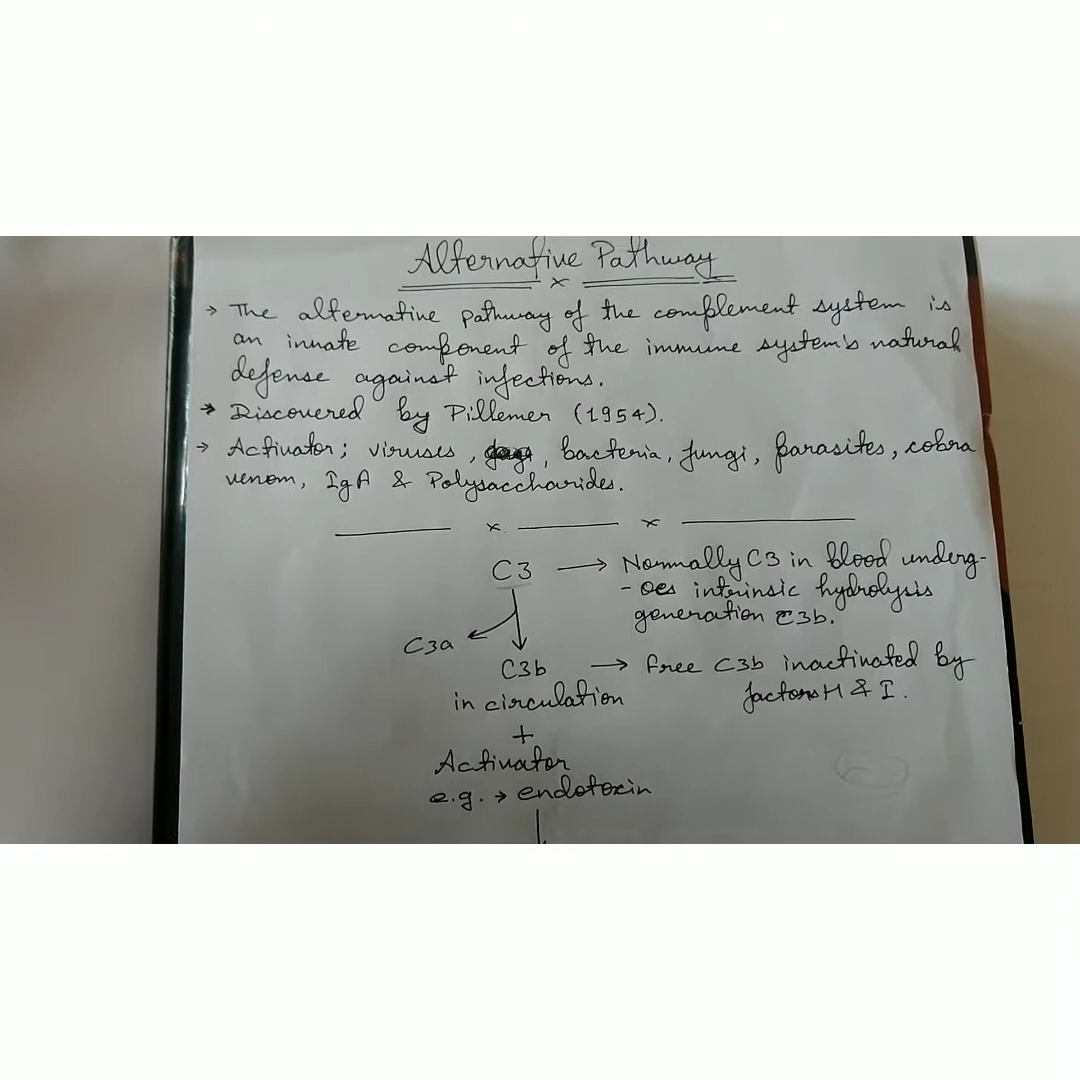 Alternative Pathway
x
→ The alternative pathway of the complement system is
an innate component of the immune system's natural
defense against infections.
→ Discovered by Pillemer (1954).
→ Activator; viruses, , bacteria, fungi, parasites, cobra
venom, IgA & Polysaccharides.
x x
C3 → Normally C3 in blood underg-
-oes intrinsic hydrolysis
generation C3b.
C3a
C3b → free C3b inactinated by
in circulation factors H & I.
+
Activator
e.g. → endotoxin